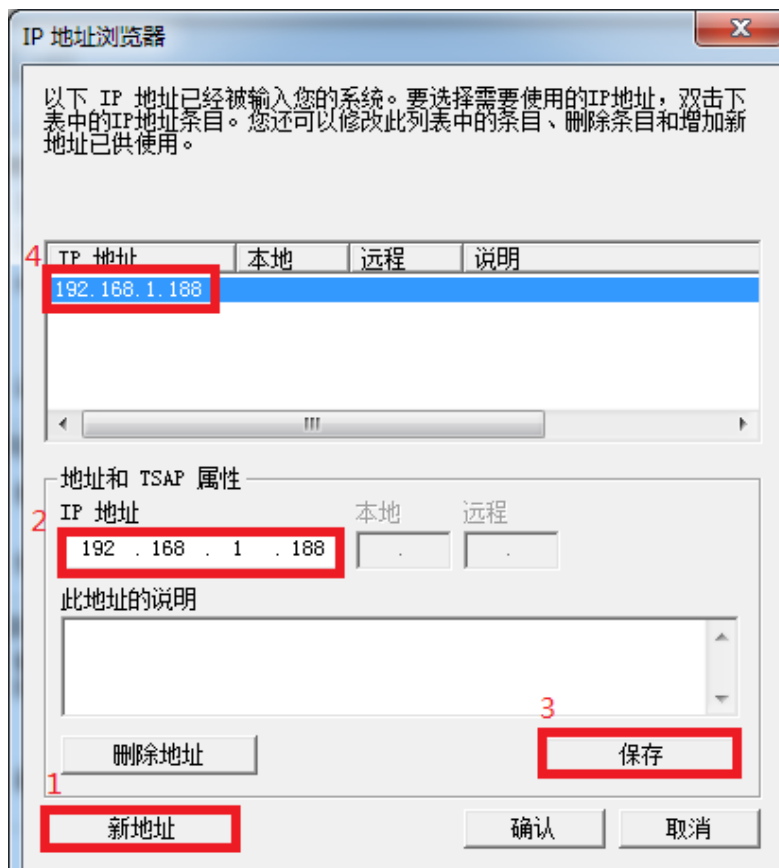 IP 地址浏览器
X
以下 IP 地址已经被输入您的系统。要选择需要使用的IP地址，双击下
表中的IP地址条目。您还可以修改此列表中的条目、删除条目和增加新
地址已供使用。
4 IP 地址 本地 远程 说明
192.168.1.188
地址和 TSAP 属性
IP 地址 本地 远程
2 192 . 168 . 1 . 188 . .
此地址的说明
3
删除地址 保存
1
新地址 确认 取消